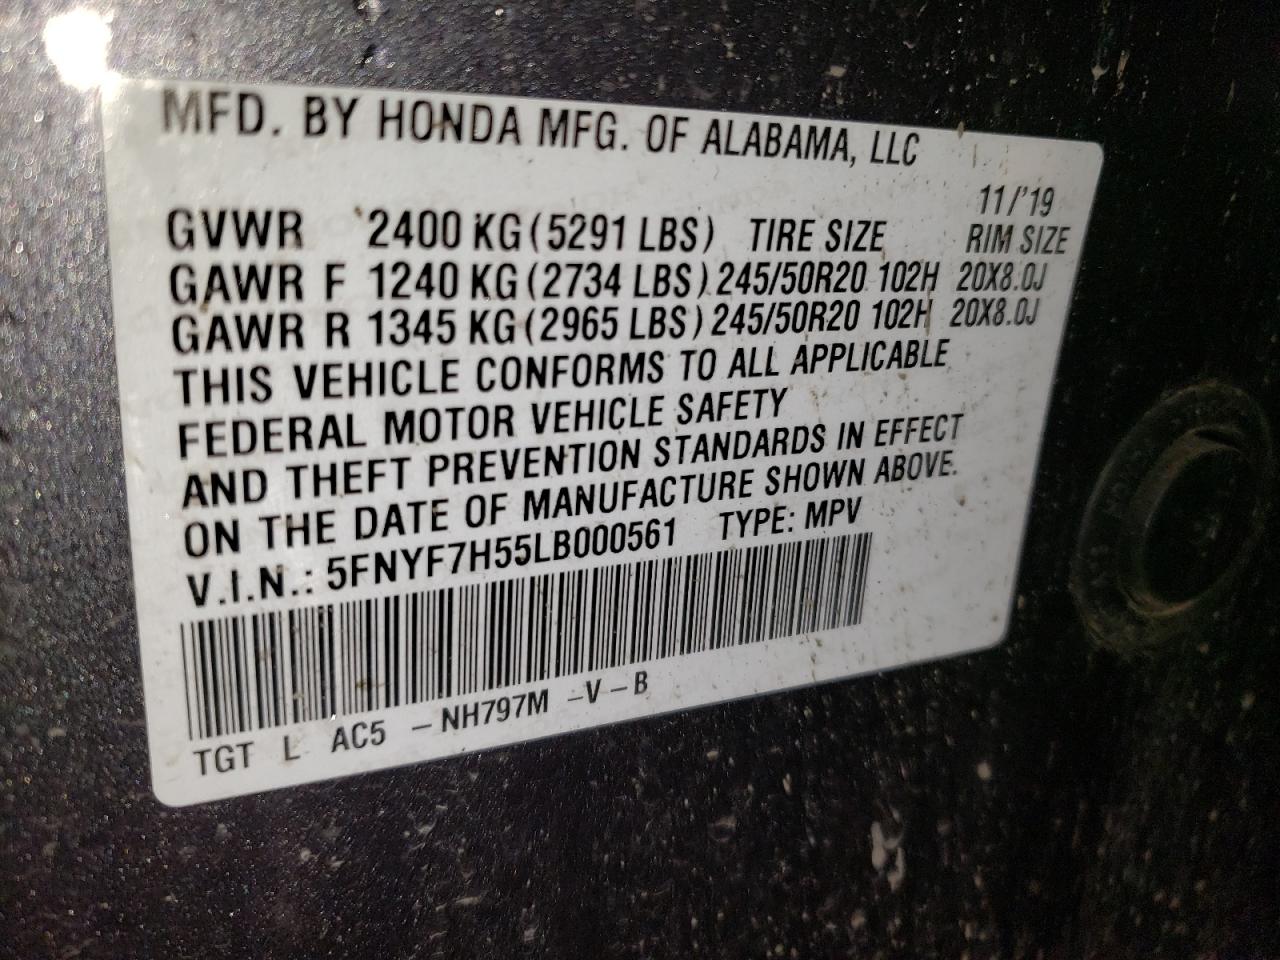 MFD. BY HONDA MFG. OF ALABAMA, LLC
11/'19
GVWR 2400 KG (5291 LBS) TIRE SIZE RIM SIZE
GAWR F 1240 KG (2734 LBS) 245/50R20 102H 20X8.0J
GAWR R 1345 KG (2965 LBS) 245/50R20 102H 20X8.0J
THIS VEHICLE CONFORMS TO ALL APPLICABLE
FEDERAL MOTOR VEHICLE SAFETY
AND THEFT PREVENTION STANDARDS IN EFFECT
ON THE DATE OF MANUFACTURE SHOWN ABOVE.
V.I.N.: 5FNYF7H55LB000561 TYPE: MPV
TGT L AC5 -NH797M -V-B